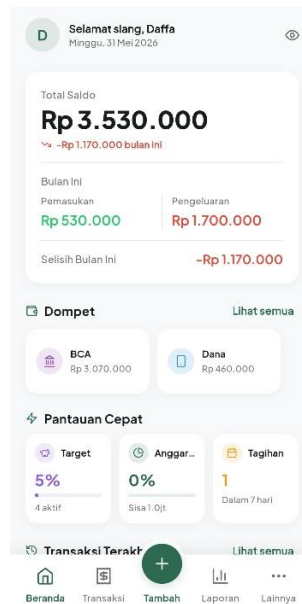 D
Selamat siang, Daffa
Minggu, 31 Mei 2026
Total Saldo
Rp 3.530.000
-Rp 1.170.000 bulan ini
Bulan Ini
Pemasukan
Rp 530.000
Pengeluaran
Rp 1.700.000
Selisih Bulan Ini
-Rp 1.170.000
Dompet
Lihat semua
BCA
Rp 3.070.000
Dana
Rp 460.000
Pantauan Cepat
Target
5%
4 aktif
Anggar...
0%
Sisa 1.0jt
Tagihan
1
Dalam 7 hari
Transaksi Terakh
Lihat semua
Beranda
Transaksi
Tambah
Laporan
Lainnya